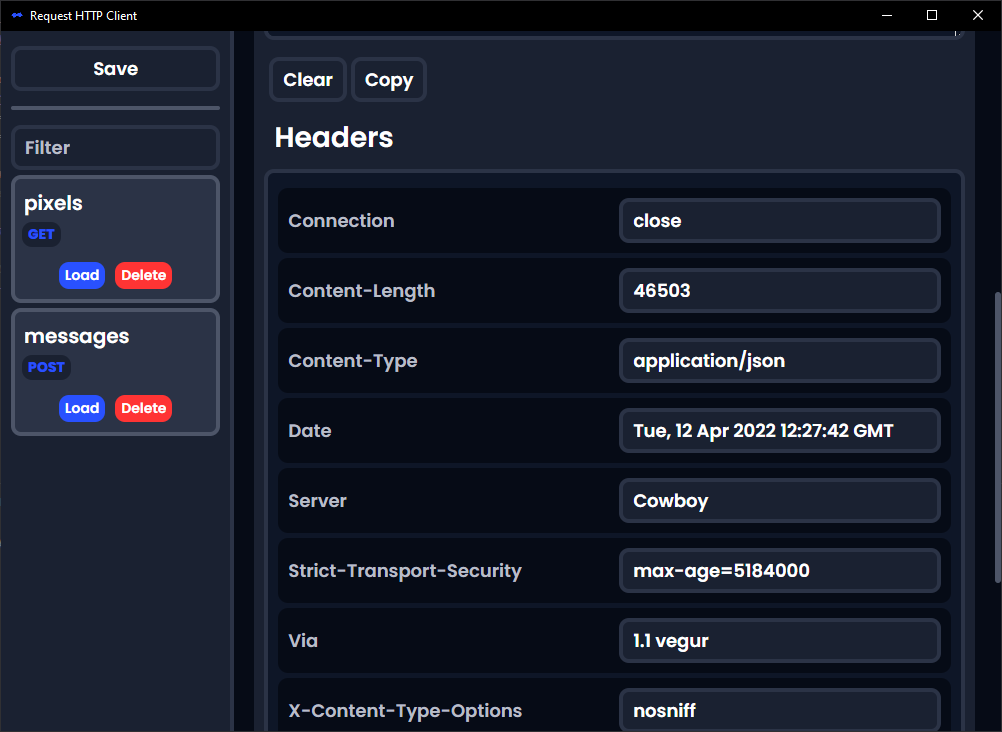 Request HTTP Client
Save
Filter
pixels
GET
Load Delete
messages
POST
Load Delete
Clear Copy
Headers
Connection close
Content-Length 46503
Content-Type application/json
Date Tue, 12 Apr 2022 12:27:42 GMT
Server Cowboy
Strict-Transport-Security max-age=5184000
Via 1.1 vegur
X-Content-Type-Options nosniff